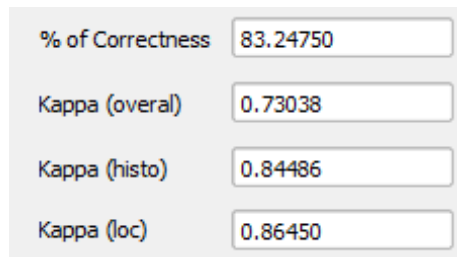 % of Correctness 83.24750
Kappa (overal) 0.73038
Kappa (histo) 0.84486
Kappa (loc) 0.86450